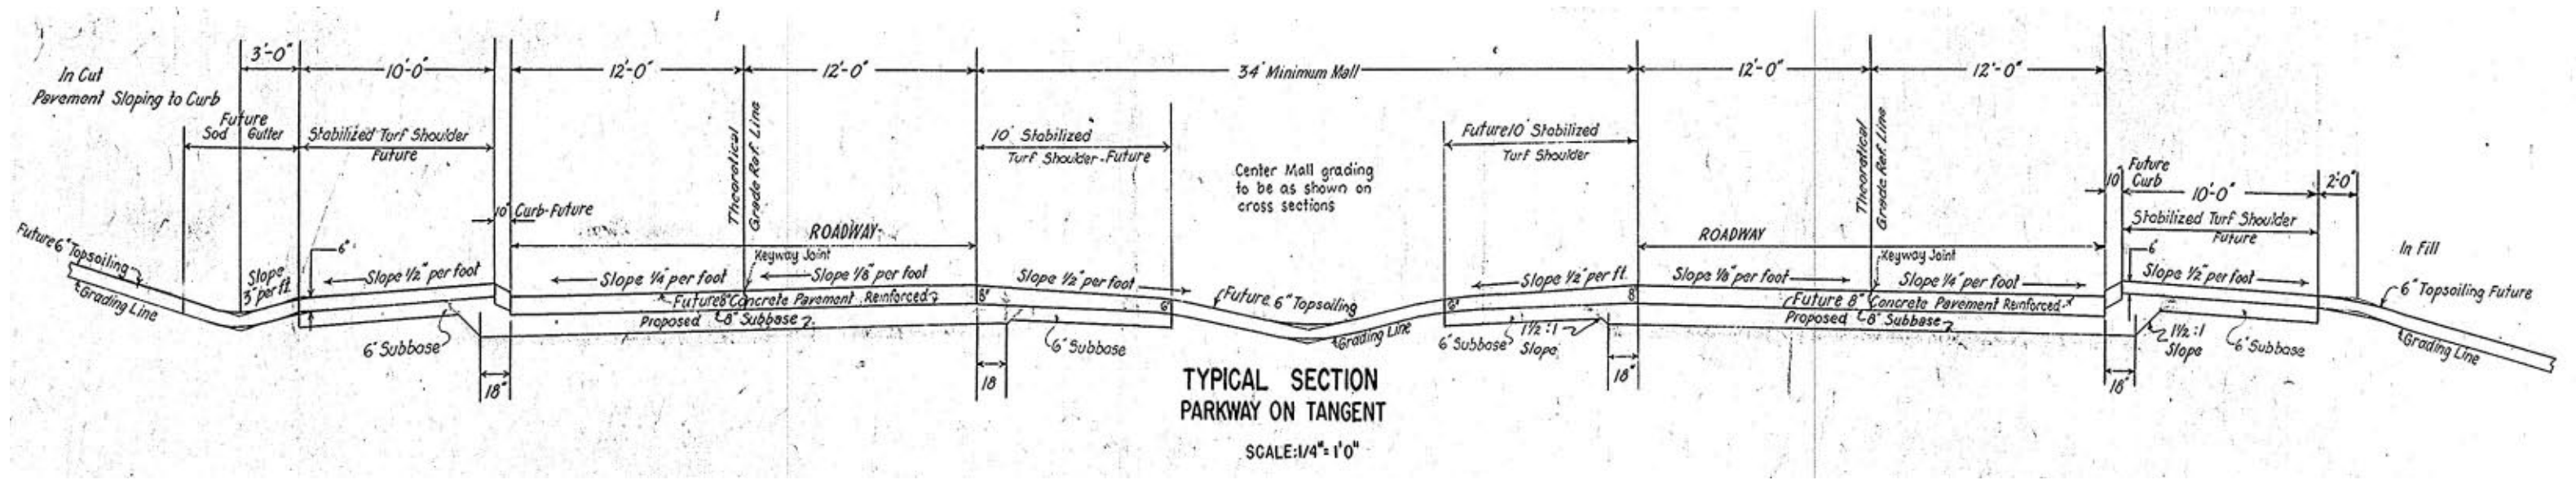 3'-0"
10'-0"
12'-0"
12'-0"
34' Minimum Mall
12'-0"
12'-0"
In Cut
Pavement Sloping to Curb
Future
Sod
Gutter
Stabilized Turf Shoulder
Future
Theoratical
Grade Ref. Line
10' Stabilized
Turf Shoulder-Future
Center Mall grading
to be as shown on
cross sections
Future 10' Stabilized
Turf Shoulder
Theoratical
Grade Ref. Line
10"
Future
Curb
10'-0"
2'-0"
Stabilized Turf Shoulder
Future
10" Curb-Future
ROADWAY
ROADWAY
In Fill
Future 6" Topsoiling
Grading Line
Slope
3" per ft.
6"
Slope 1/2" per foot
Slope 1/4" per foot
Keyway Joint
Slope 1/8" per foot
Future 8" Concrete Pavement Reinforced
Proposed 8" Subbase
6" Subbase
18"
8"
Slope 1/2" per foot
6"
6" Subbase
18
Future 6" Topsoiling
Grading Line
6"
Slope 1/2" per ft.
8"
6" Subbase
1 1/2:1
Slope
18"
Slope 1/8" per foot
Keyway Joint
Slope 1/4" per foot
Future 8" Concrete Pavement Reinforced
Proposed 8" Subbase
6"
Slope 1/2" per foot
1 1/2:1
Slope
6" Subbase
18"
6" Topsoiling Future
Grading Line
TYPICAL SECTION
PARKWAY ON TANGENT
SCALE:1/4"=1'0"